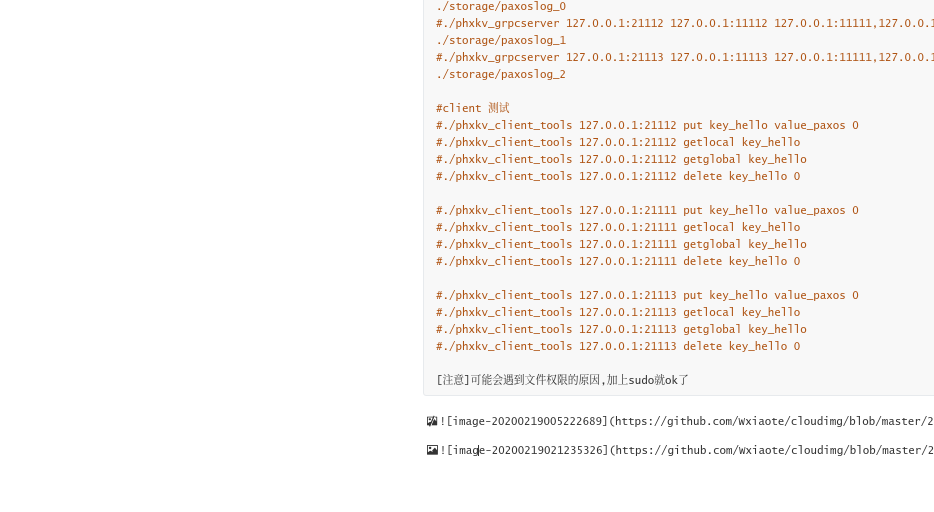 ./storage/paxoslog_0
#./phxkv_grpcserver 127.0.0.1:21112 127.0.0.1:11112 127.0.0.1:11111,127.0.0.1
./storage/paxoslog_1
#./phxkv_grpcserver 127.0.0.1:21113 127.0.0.1:11113 127.0.0.1:11111,127.0.0.1
./storage/paxoslog_2
#client 测试
#./phxkv_client_tools 127.0.0.1:21112 put key_hello value_paxos 0
#./phxkv_client_tools 127.0.0.1:21112 getlocal key_hello
#./phxkv_client_tools 127.0.0.1:21112 getglobal key_hello
#./phxkv_client_tools 127.0.0.1:21112 delete key_hello 0
#./phxkv_client_tools 127.0.0.1:21111 put key_hello value_paxos 0
#./phxkv_client_tools 127.0.0.1:21111 getlocal key_hello
#./phxkv_client_tools 127.0.0.1:21111 getglobal key_hello
#./phxkv_client_tools 127.0.0.1:21111 delete key_hello 0
#./phxkv_client_tools 127.0.0.1:21113 put key_hello value_paxos 0
#./phxkv_client_tools 127.0.0.1:21113 getlocal key_hello
#./phxkv_client_tools 127.0.0.1:21113 getglobal key_hello
#./phxkv_client_tools 127.0.0.1:21113 delete key_hello 0
[注意]可能会遇到文件权限的原因,加上sudo就ok了
![image-20200219005222689](https://github.com/Wxiaote/cloudimg/blob/master/2
![image-20200219021235326](https://github.com/Wxiaote/cloudimg/blob/master/2